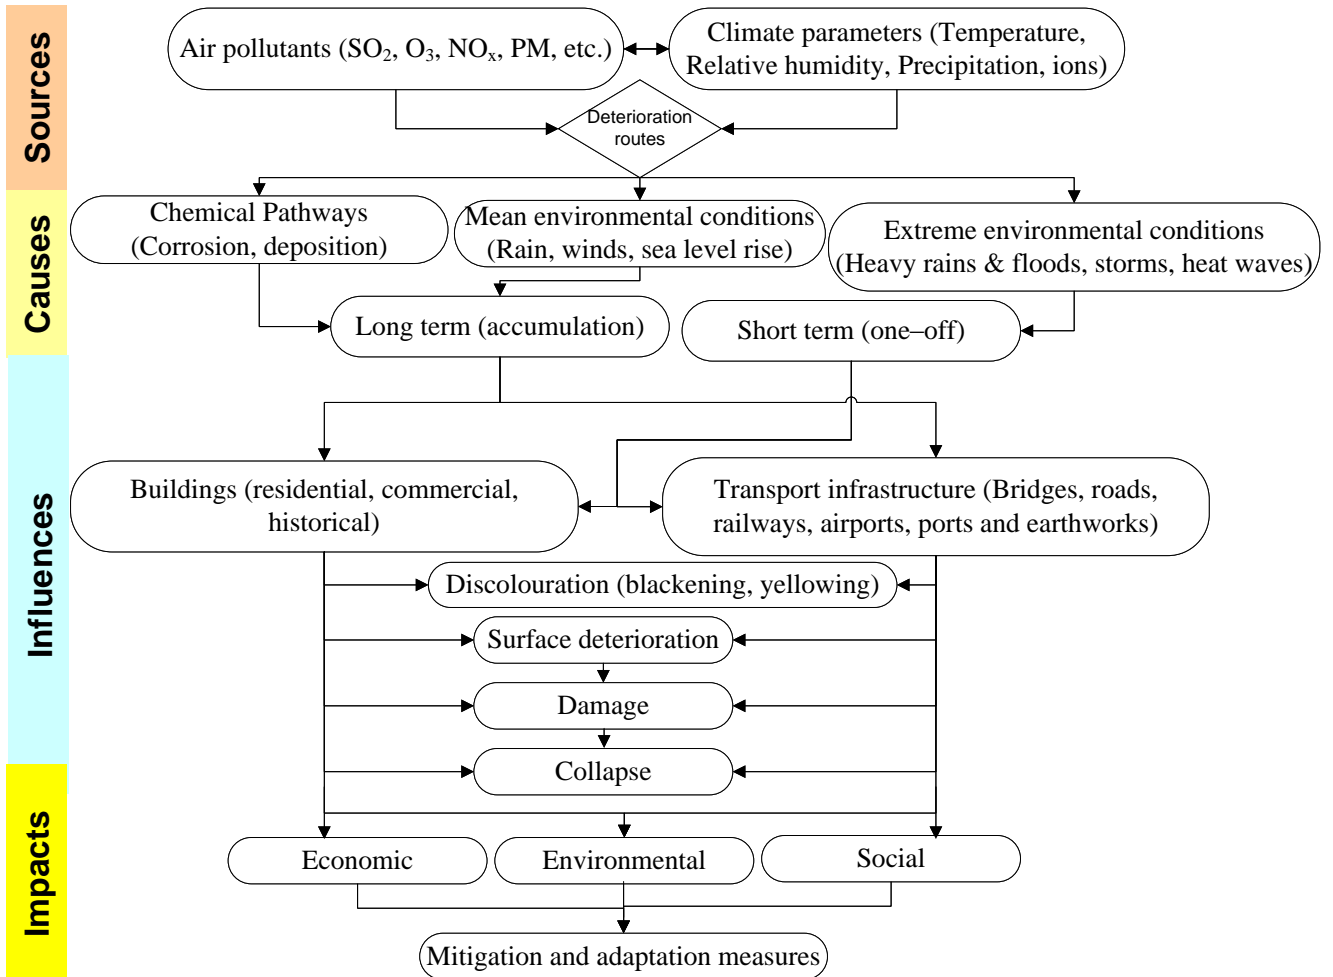 Sources
Air pollutants (SO₂, O₃, NOₓ, PM, etc.)
Climate parameters (Temperature,
Relative humidity, Precipitation, ions)
Deterioration
routes
Causes
Chemical Pathways
(Corrosion, deposition)
Mean environmental conditions
(Rain, winds, sea level rise)
Extreme environmental conditions
(Heavy rains & floods, storms, heat waves)
Long term (accumulation)
Short term (one–off)
Influences
Buildings (residential, commercial,
historical)
Transport infrastructure (Bridges, roads,
railways, airports, ports and earthworks)
Discolouration (blackening, yellowing)
Surface deterioration
Damage
Collapse
Impacts
Economic
Environmental
Social
Mitigation and adaptation measures